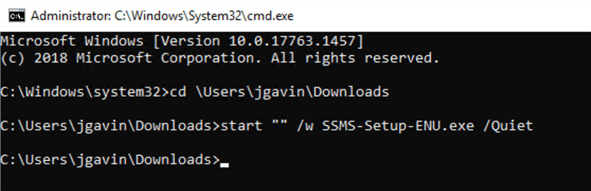 Administrator: C:\Windows\System32\cmd.exe
Microsoft Windows [Version 10.0.17763.1457]
(c) 2018 Microsoft Corporation. All rights reserved.
C:\Windows\system32>cd \Users\jgavin\Downloads
C:\Users\jgavin\Downloads>start "" /w SSMS-Setup-ENU.exe /Quiet
C:\Users\jgavin\Downloads>